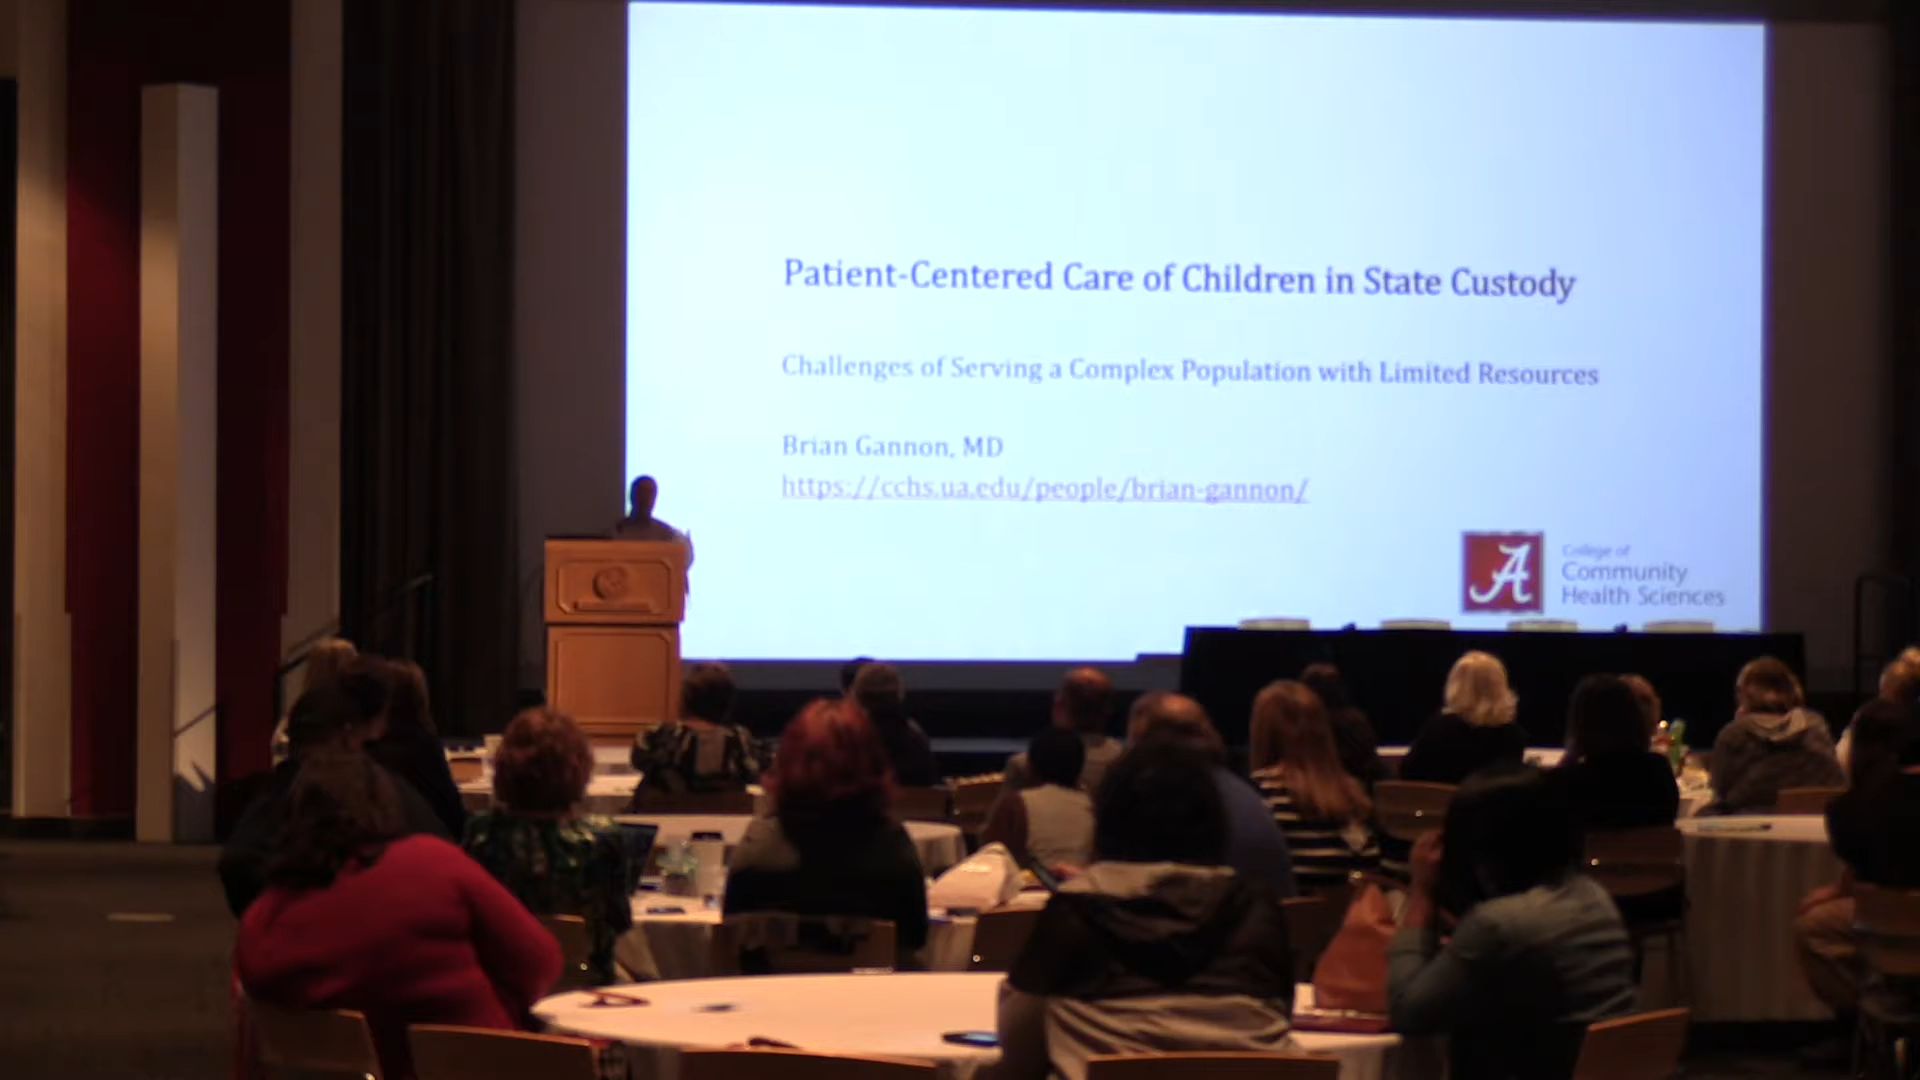 Patient-Centered Care of Children in State Custody
Challenges of Serving a Complex Population with Limited Resources
Brian Gannon, MD
https://cchs.ua.edu/people/brian-gannon/
A
College of
Community
Health Sciences